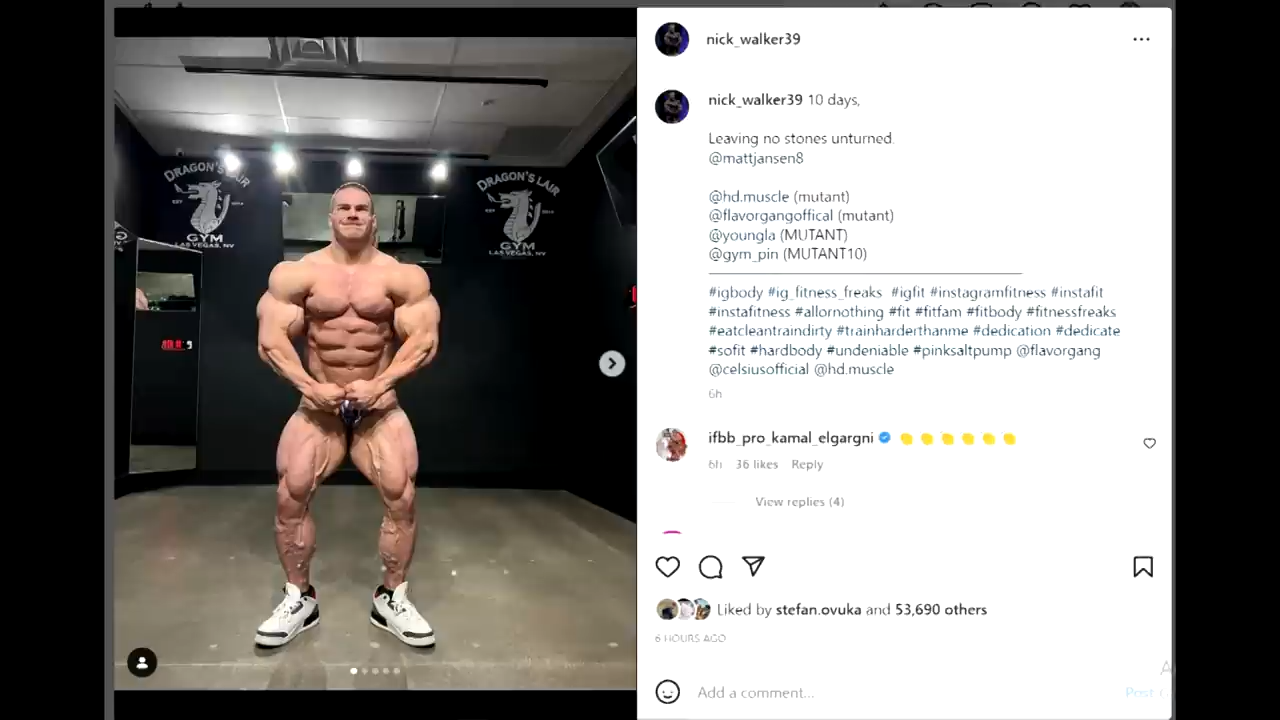 DRAGON'S LAIR
GYM
LAS VEGAS, NV
DRAGON'S LAIR
GYM
LAS VEGAS, NV
nick_walker39
nick_walker39 10 days,
Leaving no stones unturned.
@mattjansen8
@hd.muscle (mutant)
@flavorgangoffical (mutant)
@youngla (MUTANT)
@gym_pin (MUTANT10)
#igbody #ig_fitness_freaks #igfit #instagramfitness #instafit
#instafitness #allornothing #fit #fitfam #fitbody #fitnessfreaks
#eatcleantraindirty #trainharderthanme #dedication #dedicate
#sofit #hardbody #undeniable #pinksaltpump @flavorgang
@celsiusofficial @hd.muscle
6h
ifbb_pro_kamal_elgargni
6h 36 likes Reply
View replies (4)
Liked by stefan.ovuka and 53,690 others
6 HOURS AGO
Add a comment...
Post